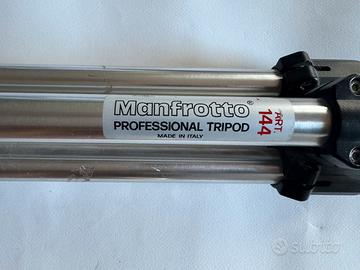 Manfrotto®
PROFESSIONAL TRIPOD
MADE IN ITALY
ART.
144
subito